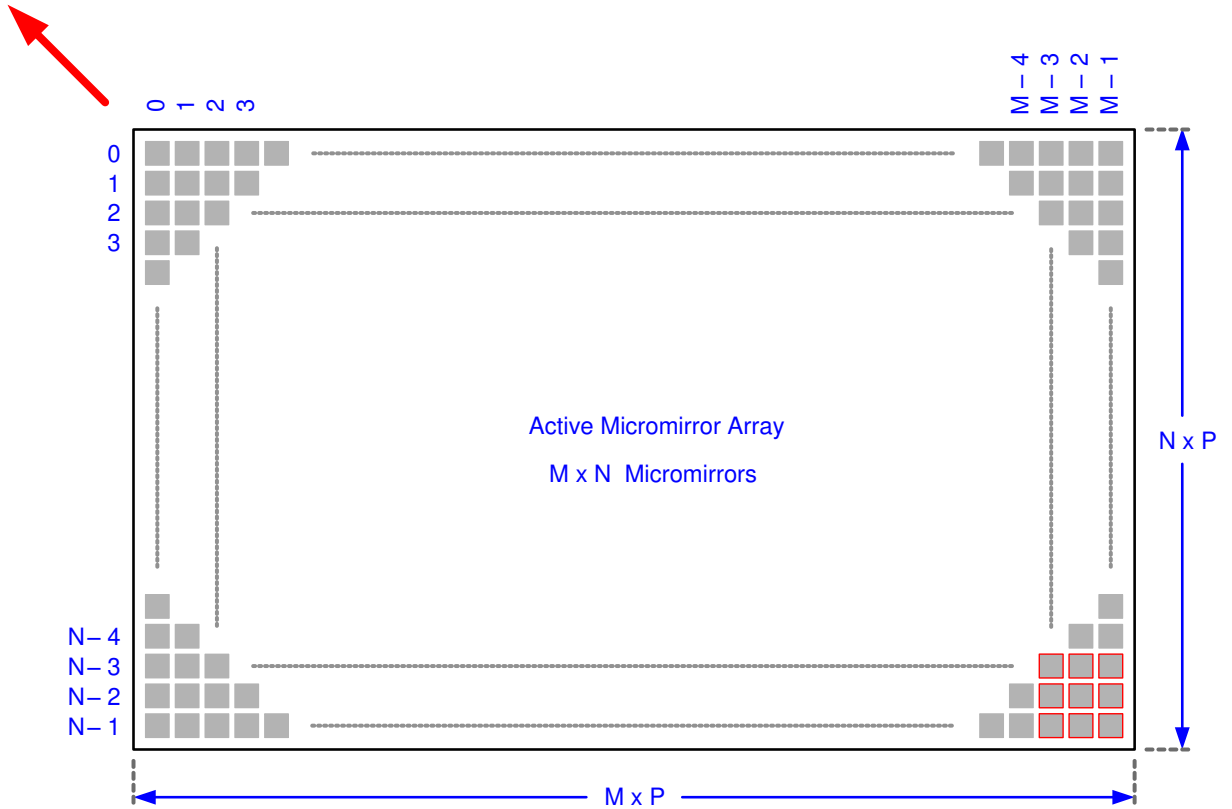 0
1
2
3
M – 4
M – 3
M – 2
M – 1
0
1
2
3
Active Micromirror Array
M x N Micromirrors
N x P
N – 4
N – 3
N – 2
N – 1
M x P